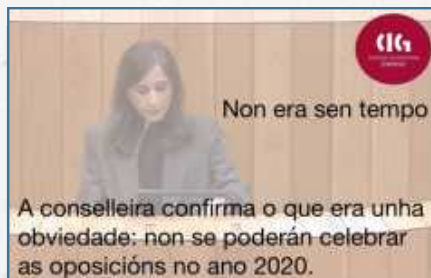 CIG
Non era sen tempo
A conselleira confirma o que era unha
obviedade: non se poderán celebrar
as oposicións no ano 2020.